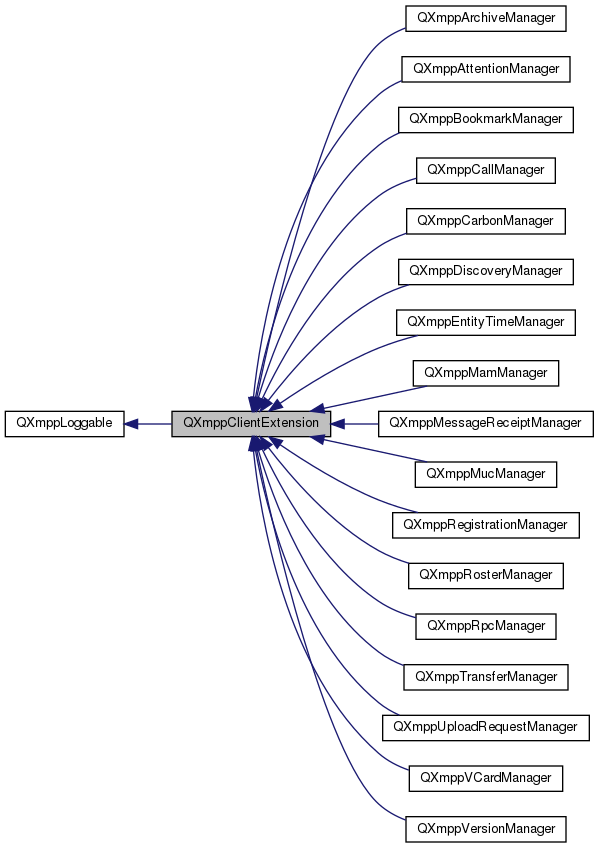 QXmppArchiveManager
QXmppAttentionManager
QXmppBookmarkManager
QXmppCallManager
QXmppCarbonManager
QXmppDiscoveryManager
QXmppEntityTimeManager
QXmppMamManager
QXmppLoggable
QXmppClientExtension
QXmppMessageReceiptManager
QXmppMucManager
QXmppRegistrationManager
QXmppRosterManager
QXmppRpcManager
QXmppTransferManager
QXmppUploadRequestManager
QXmppVCardManager
QXmppVersionManager